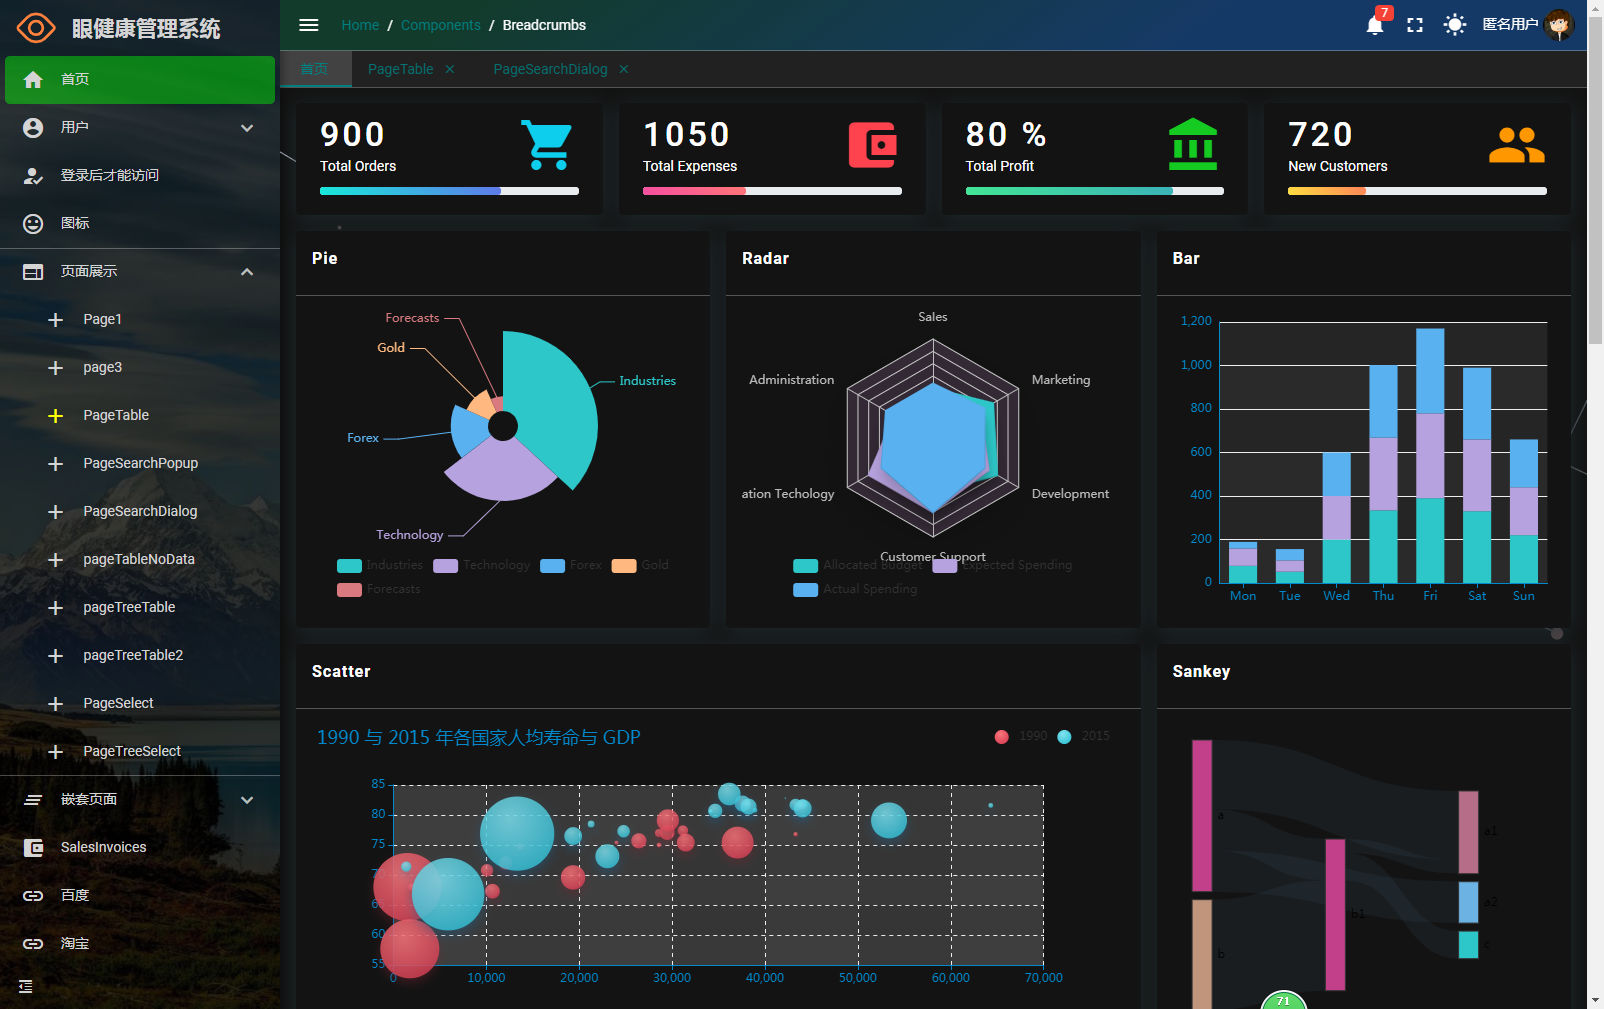 眼健康管理系统
首页
用户
登录后才能访问
图标
页面展示
Page1
page3
PageTable
PageSearchPopup
PageSearchDialog
pageTableNoData
pageTreeTable
pageTreeTable2
PageSelect
PageTreeSelect
嵌套页面
SalesInvoices
百度
淘宝
Home / Components / Breadcrumbs
7
匿名用户
首页 PageTable × PageSearchDialog ×
900
Total Orders
1050
Total Expenses
80 %
Total Profit
720
New Customers
Pie
Forecasts
Gold
Industries
Forex
Technology
Industries Technology Forex Gold
Forecasts
Radar
Sales
Administration Marketing
ation Techology Development
Customer Support
Allocated Budget Expected Spending
Actual Spending
Bar
1,200
1,000
800
600
400
200
0
Mon Tue Wed Thu Fri Sat Sun
Scatter
1990 与 2015 年各国家人均寿命与 GDP
1990 2015
85
80
75
70
65
60
55
0 10,000 20,000 30,000 40,000 50,000 60,000 70,000
Sankey
a
a1
a2
b1
b
c
71